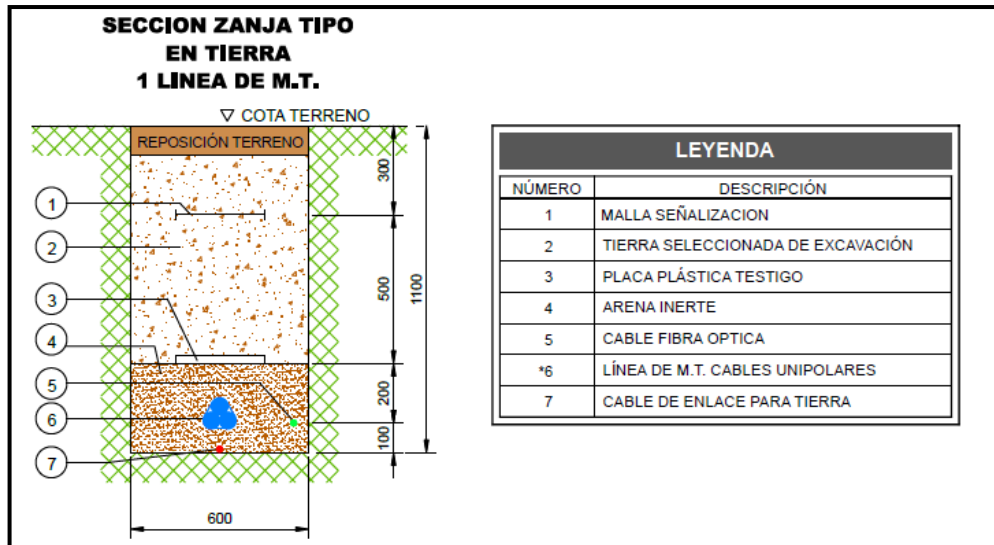 SECCION ZANJA TIPO
EN TIERRA
1 LINEA DE M.T.
▽ COTA TERRENO
REPOSICIÓN TERRENO
300
500
1100
200
100
600
1
2
3
4
5
6
7
LEYENDA
NÚMERO DESCRIPCIÓN
1 MALLA SEÑALIZACION
2 TIERRA SELECCIONADA DE EXCAVACIÓN
3 PLACA PLÁSTICA TESTIGO
4 ARENA INERTE
5 CABLE FIBRA OPTICA
*6 LÍNEA DE M.T. CABLES UNIPOLARES
7 CABLE DE ENLACE PARA TIERRA